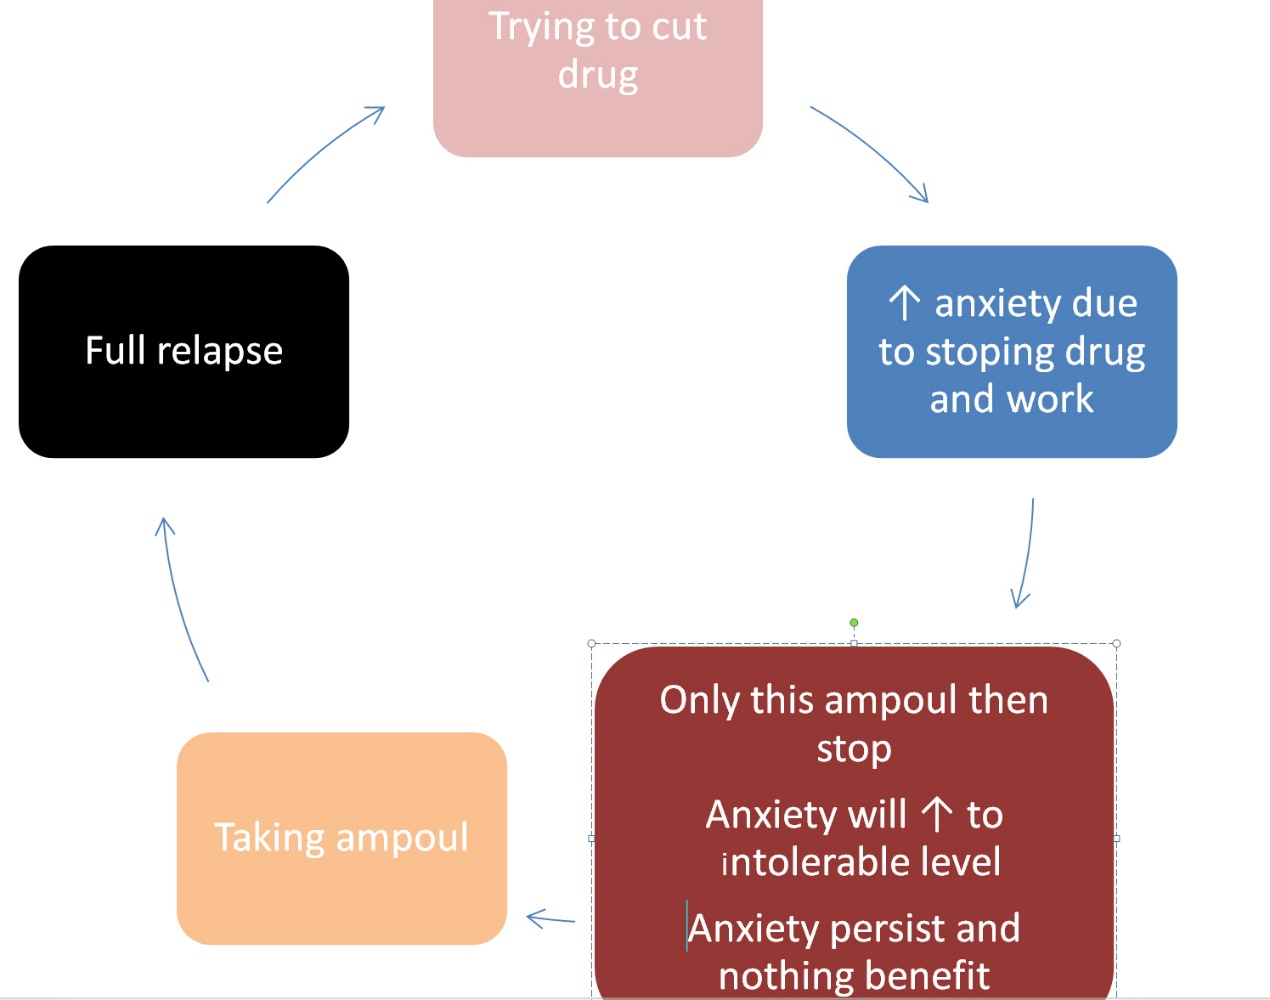 Trying to cut
drug
↑ anxiety due
to stoping drug
and work
Only this ampoul then
stop
Anxiety will ↑ to
intolerable level
Anxiety persist and
nothing benefit
Taking ampoul
Full relapse